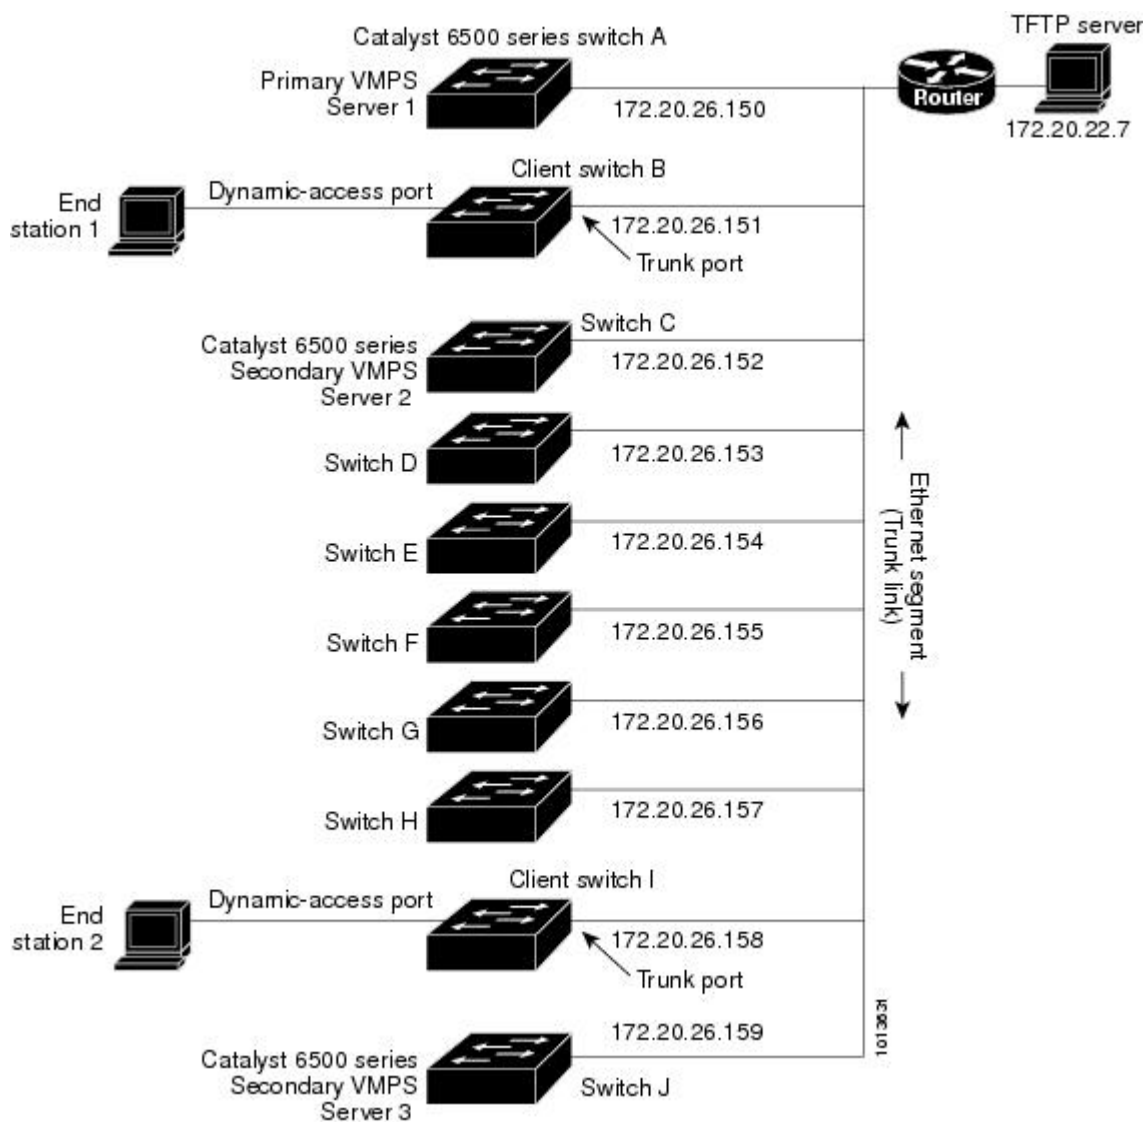 TFTP server
Catalyst 6500 series switch A
Primary VMPS
Server 1
172.20.26.150
Router
172.20.22.7
Client switch B
Dynamic-access port
End
station 1
172.20.26.151
Trunk port
Switch C
Catalyst 6500 series
Secondary VMPS
Server 2
172.20.26.152
Switch D
172.20.26.153
Ethernet segment
(Trunk link)
Switch E
172.20.26.154
Switch F
172.20.26.155
Switch G
172.20.26.156
Switch H
172.20.26.157
Client switch I
Dynamic-access port
End
station 2
172.20.26.158
Trunk port
172.20.26.159
Catalyst 6500 series
Secondary VMPS
Server 3
Switch J